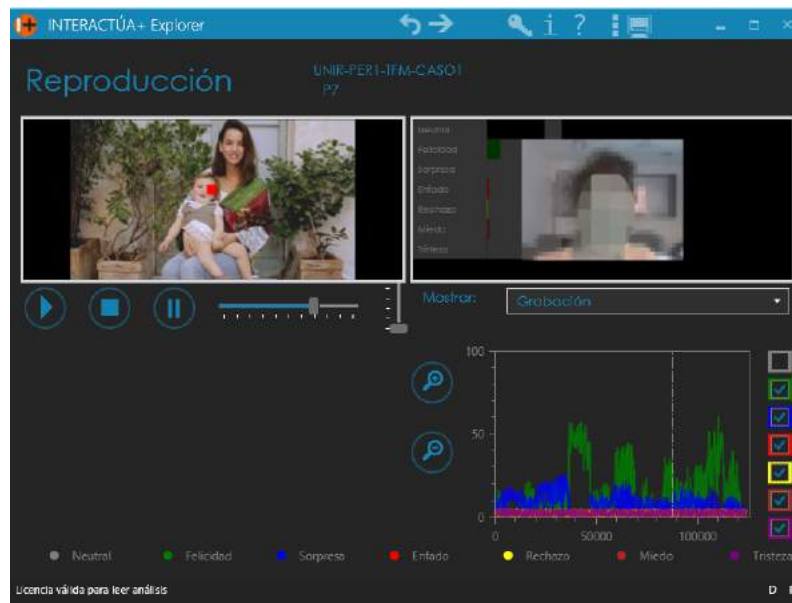 INTERACTÚA+ Explorer
Reproducción
UNIR-PER1-TFM-CASO1
P7
Neutral
Felicidad
Sorpresa
Enfado
Rechazo
Miedo
Tristeza
Mostrar:
Grabación
100
50
0
0
50000
100000
Neutral
Felicidad
Sorpresa
Enfado
Rechazo
Miedo
Tristeza
Licencia válida para leer análisis
D